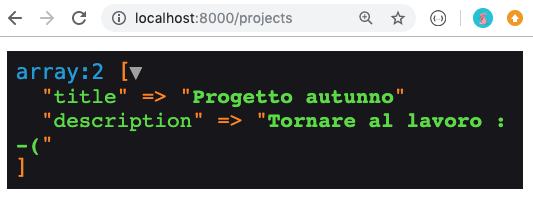 localhost:8000/projects
array:2 [▼
"title" => "Progetto autunno"
"description" => "Tornare al lavoro :
-("
]